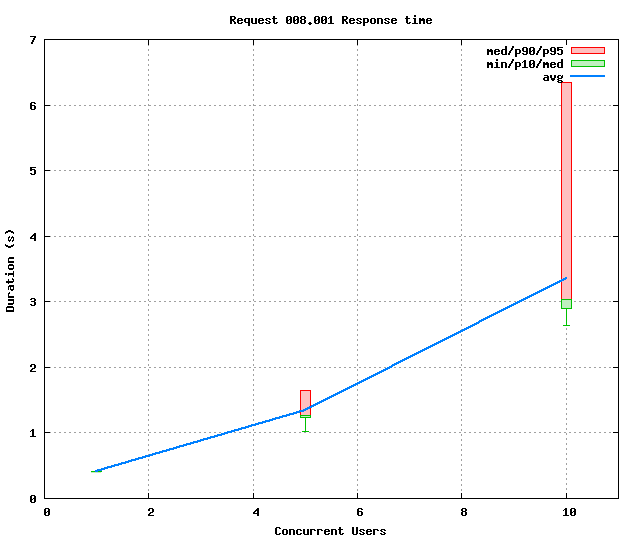 Request 008.001 Response time
7
6
5
4
3
2
1
0
Duration (s)
med/p90/p95
min/p10/med
avg
0 2 4 6 8 10
Concurrent Users